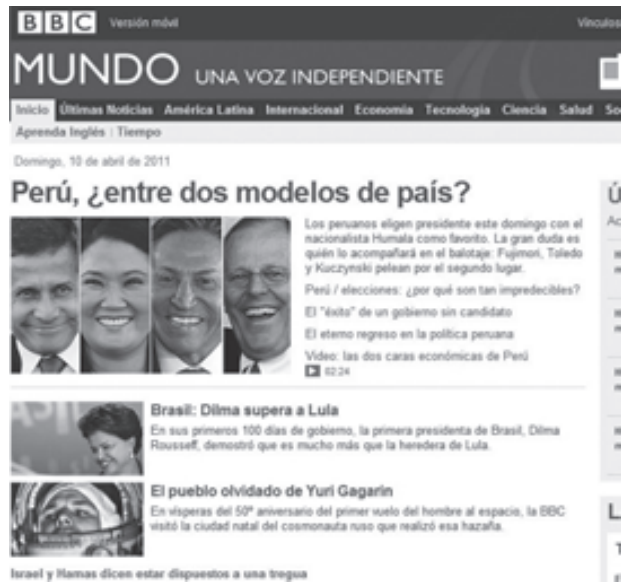 BBC Versión móvil Vínculos
MUNDO UNA VOZ INDEPENDIENTE
Inicio Últimas Noticias América Latina Internacional Economía Tecnología Ciencia Salud So
Aprenda Inglés | Tiempo
Domingo, 10 de abril de 2011
Perú, ¿entre dos modelos de país?
Los peruanos eligen presidente este domingo con el
nacionalista Humala como favorito. La gran duda es
quién lo acompañará en el balotaje: Fujimori, Toledo
y Kuczynski pelean por el segundo lugar.
Perú / elecciones: ¿por qué son tan impredecibles?
El "éxito" de un gobierno sin candidato
El eterno regreso en la política peruana
Video: las dos caras económicas de Perú
02:24
Brasil: Dilma supera a Lula
En sus primeros 100 días de gobierno, la primera presidenta de Brasil, Dilma
Rousseff, demostró que es mucho más que la heredera de Lula.
El pueblo olvidado de Yuri Gagarin
En vísperas del 50º aniversario del primer vuelo del hombre al espacio, la BBC
visitó la ciudad natal del cosmonauta ruso que realizó esa hazaña.
Israel y Hamas dicen estar dispuestos a una tregua